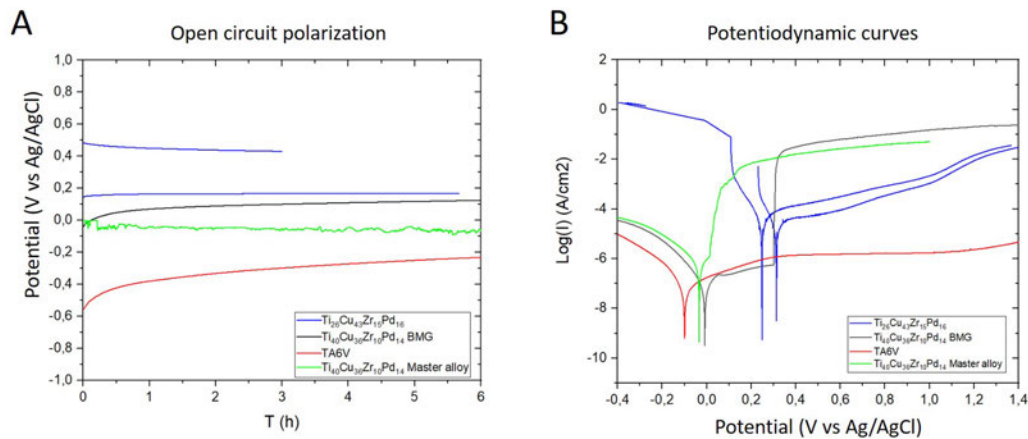 A
Open circuit polarization
Potential (V vs Ag/AgCl)
1,0
0,8
0,6
0,4
0,2
0,0
-0,2
-0,4
-0,6
-0,8
-1,0
0
1
2
3
4
5
6
T (h)
Ti26Cu43Zr15Pd16
Ti40Cu36Zr10Pd14 BMG
TA6V
Ti40Cu36Zr10Pd14 Master alloy
B
Potentiodynamic curves
Log(I) (A/cm2)
2
0
-2
-4
-6
-8
-10
-0,4
-0,2
0,0
0,2
0,4
0,6
0,8
1,0
1,2
1,4
Potential (V vs Ag/AgCl)
Ti26Cu43Zr15Pd16
Ti40Cu36Zr10Pd14 BMG
TA6V
Ti40Cu36Zr10Pd14 Master alloy